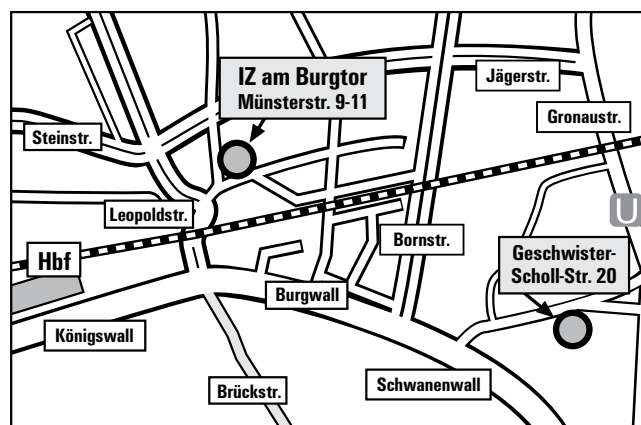 IZ am Burgtor
Münsterstr. 9-11
Jägerstr.
Gronaustr.
Steinstr.
U
Leopoldstr.
Bornstr.
Hbf
Geschwister-
Scholl-Str. 20
Burgwall
Königswall
Schwanenwall
Brückstr.